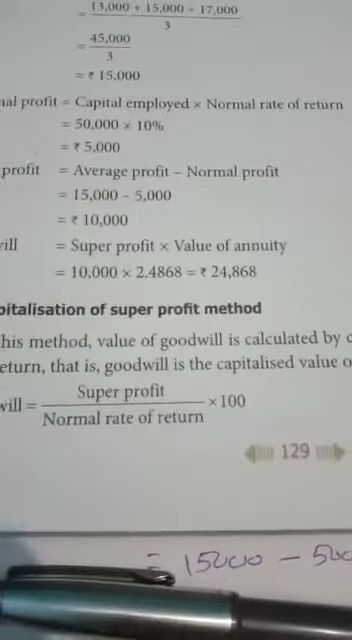 = 13,000 + 15,000 + 17,000
3
= 45,000
3
= ₹ 15,000
nal profit = Capital employed × Normal rate of return
= 50,000 × 10%
= ₹ 5,000
profit = Average profit – Normal profit
= 15,000 – 5,000
= ₹ 10,000
will = Super profit × Value of annuity
= 10,000 × 2.4868 = ₹ 24,868
pitalisation of super profit method
his method, value of goodwill is calculated by c
eturn, that is, goodwill is the capitalised value o
will = Super profit
Normal rate of return
×100
129
= 15000 – 500